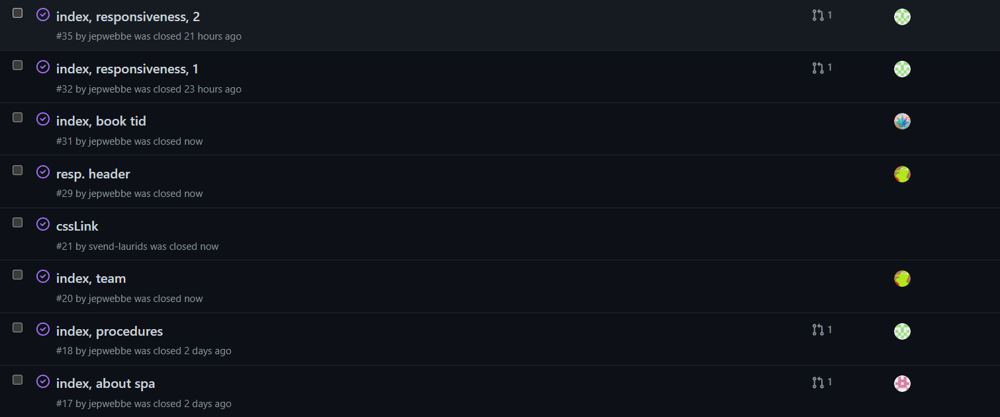 index, responsiveness, 2
1
#35 by jepwebbe was closed 21 hours ago
index, responsiveness, 1
1
#32 by jepwebbe was closed 23 hours ago
index, book tid
#31 by jepwebbe was closed now
resp. header
#29 by jepwebbe was closed now
cssLink
#21 by svend-laurids was closed now
index, team
#20 by jepwebbe was closed now
index, procedures
1
#18 by jepwebbe was closed 2 days ago
index, about spa
1
#17 by jepwebbe was closed 2 days ago